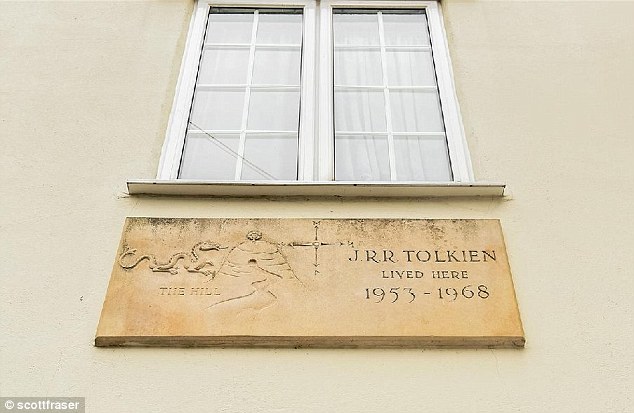 J.R.R TOLKIEN
LIVED HERE
1953 - 1968
THE HILL
© scottfraser